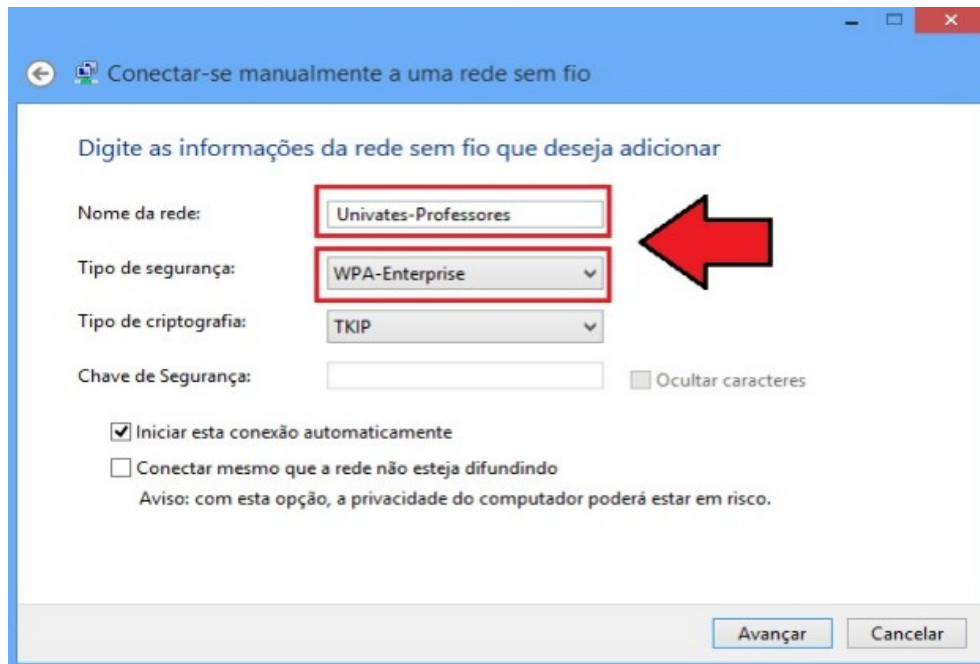 Conectar-se manualmente a uma rede sem fio
Digite as informações da rede sem fio que deseja adicionar
Nome da rede: Univates-Professores
Tipo de segurança: WPA-Enterprise
Tipo de criptografia: TKIP
Chave de Segurança: Ocultar caracteres
Iniciar esta conexão automaticamente
Conectar mesmo que a rede não esteja difundindo
Aviso: com esta opção, a privacidade do computador poderá estar em risco.
Avançar Cancelar